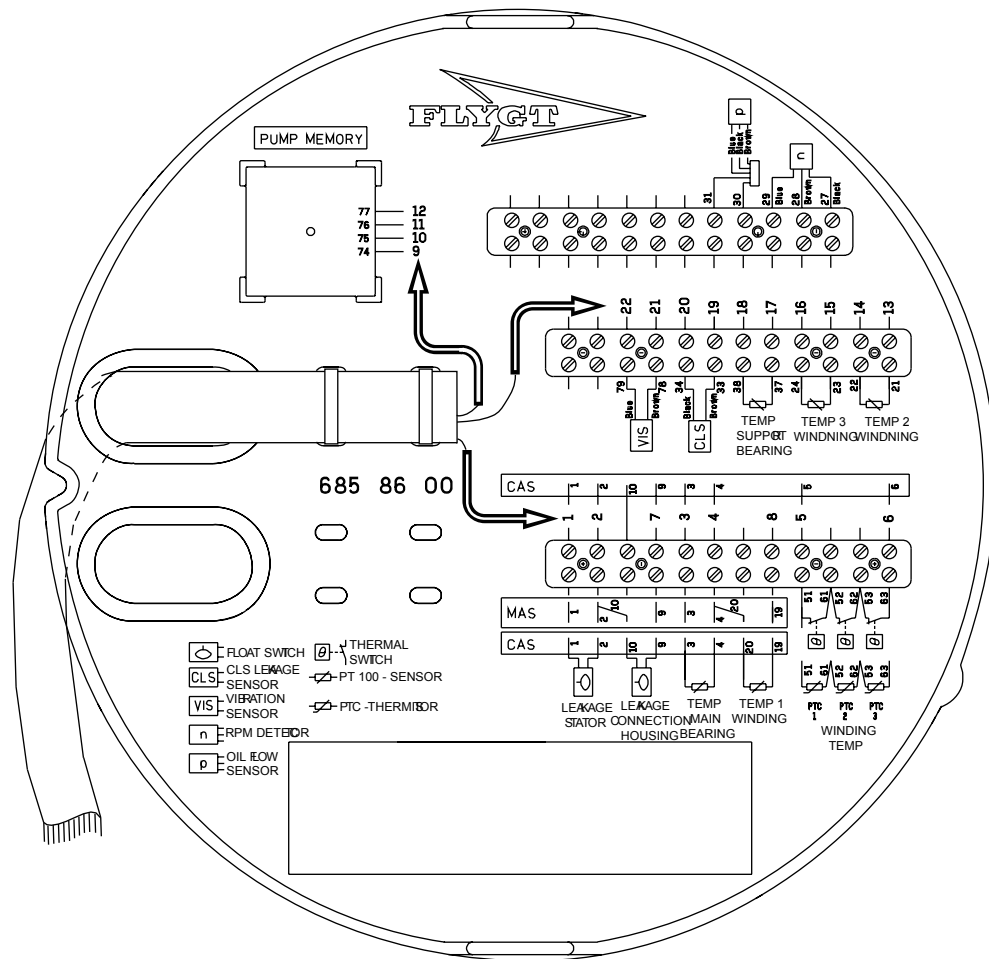 FLYGT
PUMP MEMORY
77 12
76 11
75 10
74 9
p
Blue
Black
Brown
n
31 30 29 28 27
Blue Brown Black
22 21 20 19 18 17 16 15 14 13
79 78 34 33 38 37 24 23 22 21
Blue Brown Black Brown
VIS CLS
TEMP SUPPORT BEARING
TEMP 3 WINDNING
TEMP 2 WINDNING
685 86 00
CAS 1 2 10 9 3 4 5 6
1 2 7 3 4 8 5 6
MAS 1 2 10 9 3 4 20 19
51 61 52 62 53 63
θ θ θ
CAS 1 2 10 9 3 4 20 19
51 61 52 62 53 63
LEAKAGE STATOR
LEAKAGE CONNECTION HOUSING
TEMP MAIN BEARING
TEMP 1 WINDING
PTC 1
PTC 2
PTC 3
WINDING TEMP
FLOAT SWITCH
CLS CLS LEAKAGE SENSOR
VIS VIBRATION SENSOR
n RPM DETECTOR
p OIL FLOW SENSOR
θ THERMAL SWITCH
PT 100 - SENSOR
PTC -THERMISTOR